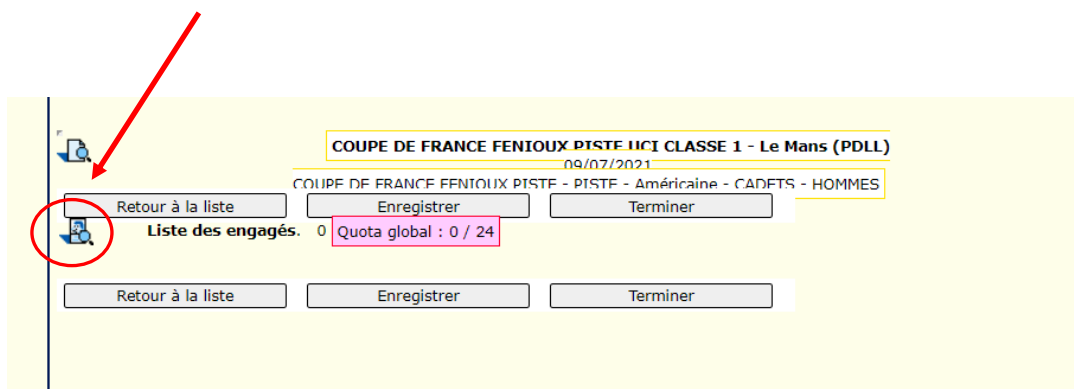 COUPE DE FRANCE FENIOUX PISTE UCI CLASSE 1 - Le Mans (PDLL)
09/07/2021
COUPE DE FRANCE FENIOUX PISTE - PISTE - Américaine - CADETS - HOMMES
Retour à la liste Enregistrer Terminer
Liste des engagés. 0 Quota global : 0 / 24
Retour à la liste Enregistrer Terminer